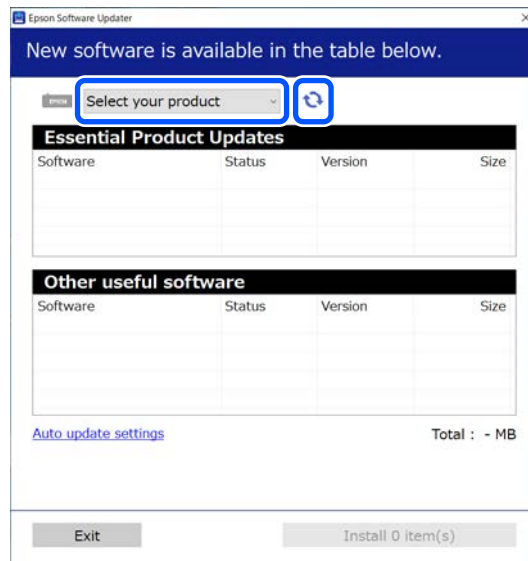 Epson Software Updater
New software is available in the table below.
EPSON Select your product
Essential Product Updates
Software Status Version Size
Other useful software
Software Status Version Size
Auto update settings Total : - MB
Exit Install 0 item(s)